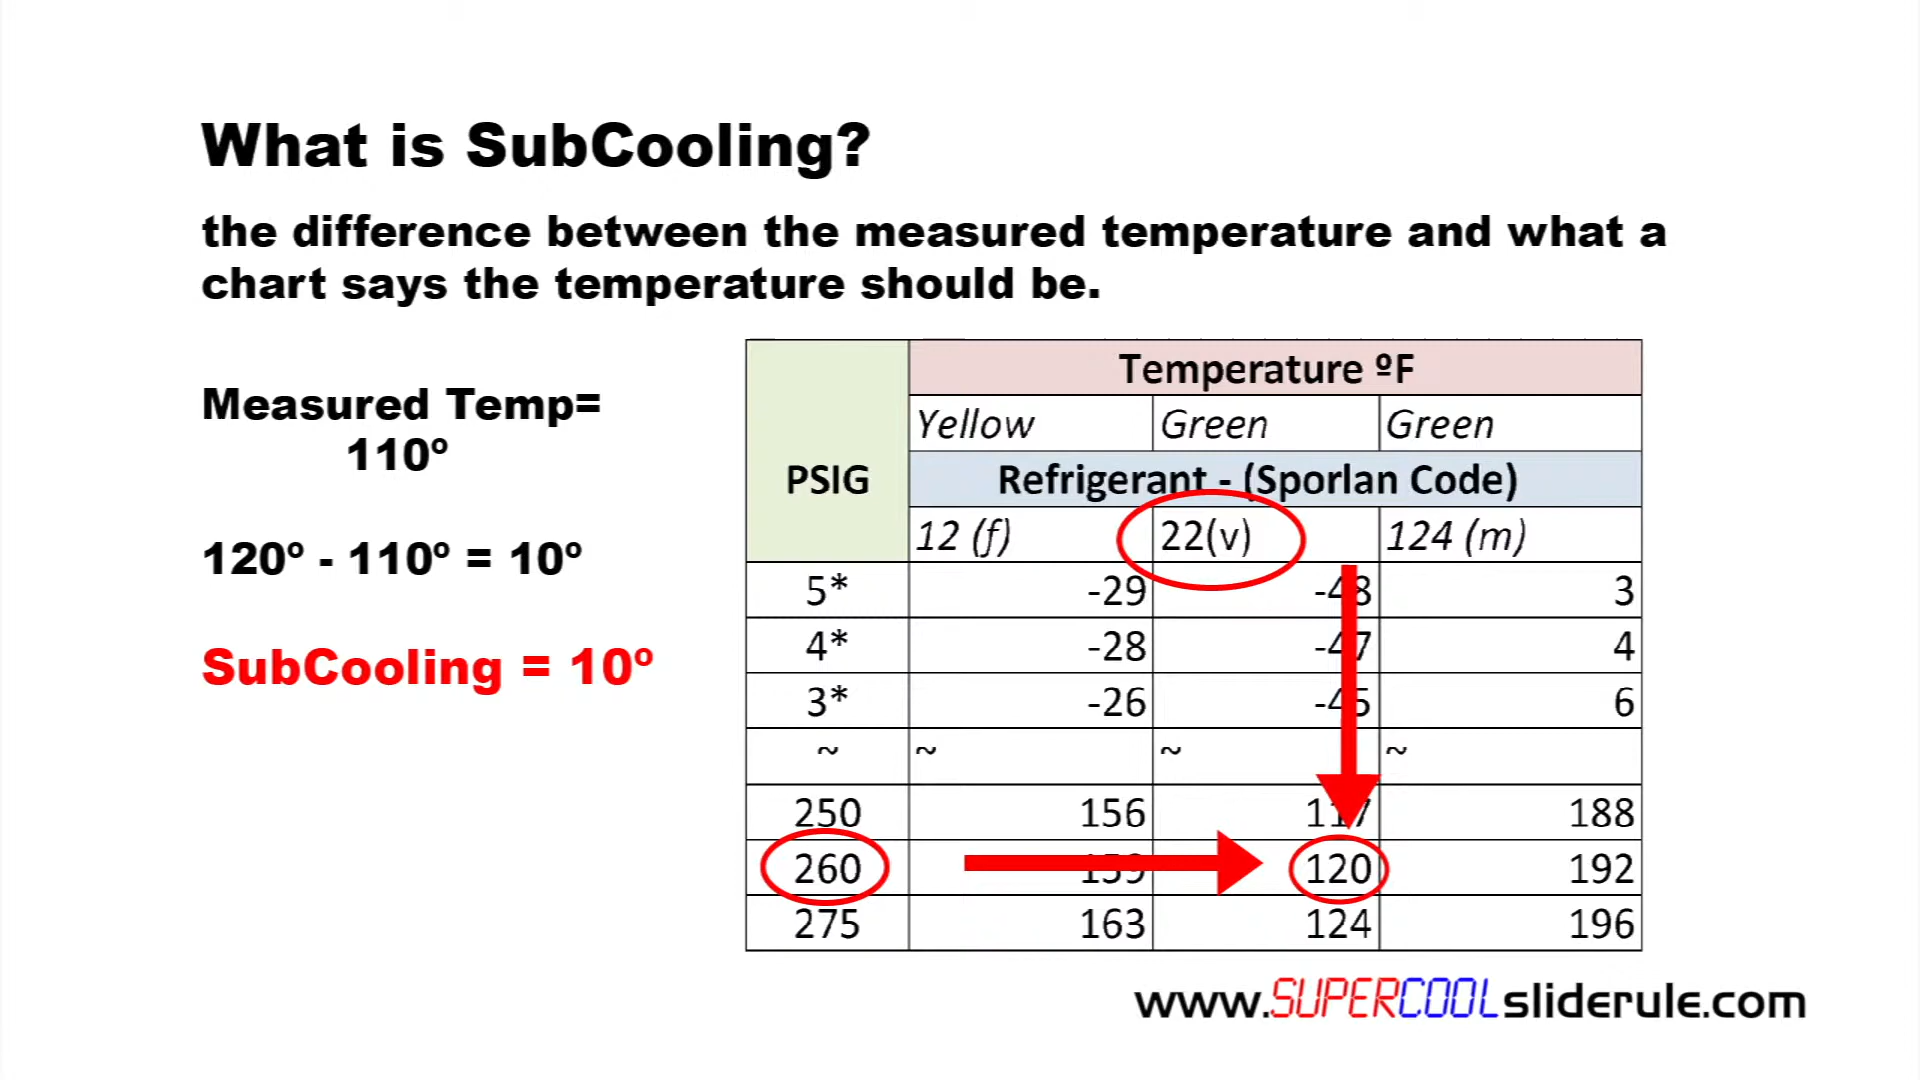 What is SubCooling?
the difference between the measured temperature and what a
chart says the temperature should be.
Measured Temp=
110º
120º - 110º = 10º
SubCooling = 10º
Temperature ºF
Yellow Green Green
PSIG Refrigerant - (Sporlan Code)
12 (f) 22(v) 124 (m)
5* -29 -48 3
4* -28 -47 4
3* -26 -45 6
~ ~ ~ ~
250 156 117 188
260 159 120 192
275 163 124 196
www.SUPERCOOLsliderule.com